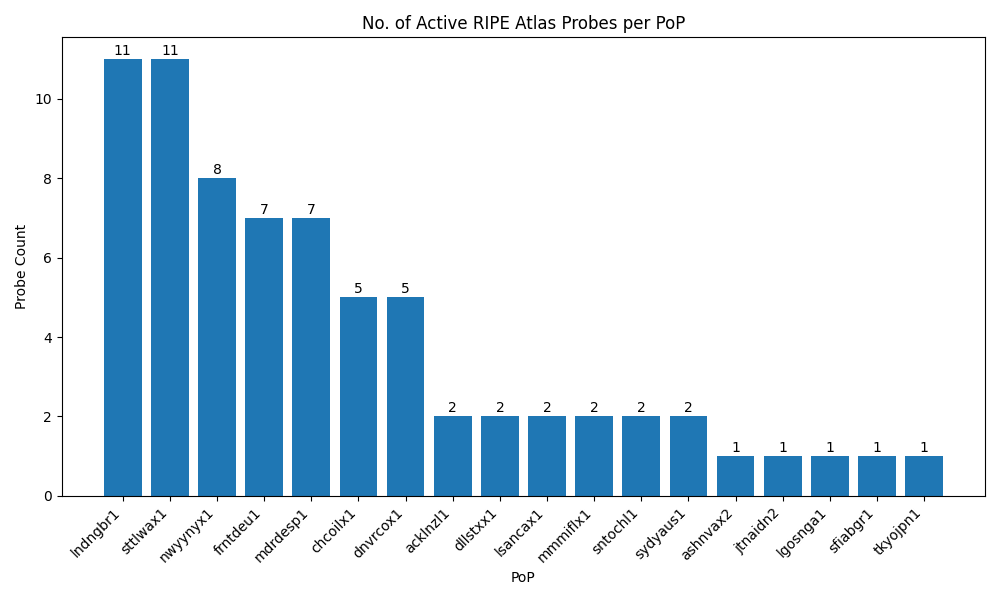 No. of Active RIPE Atlas Probes per PoP
11 11 8 7 7 5 5 2 2 2 2 2 2 1 1 1 1 1
Probe Count
10
8
6
4
2
0
lndngbr1 sttlwax1 nwyynyx1 frntdeu1 mdrdesp1 chcoilx1 dnvrcox1 acklnzl1 dllstxx1 lsancax1 mmmiflx1 sntochl1 sydyaus1 ashnvax2 jtnaidn2 lgosnga1 sfiabgr1 tkyojpn1
PoP